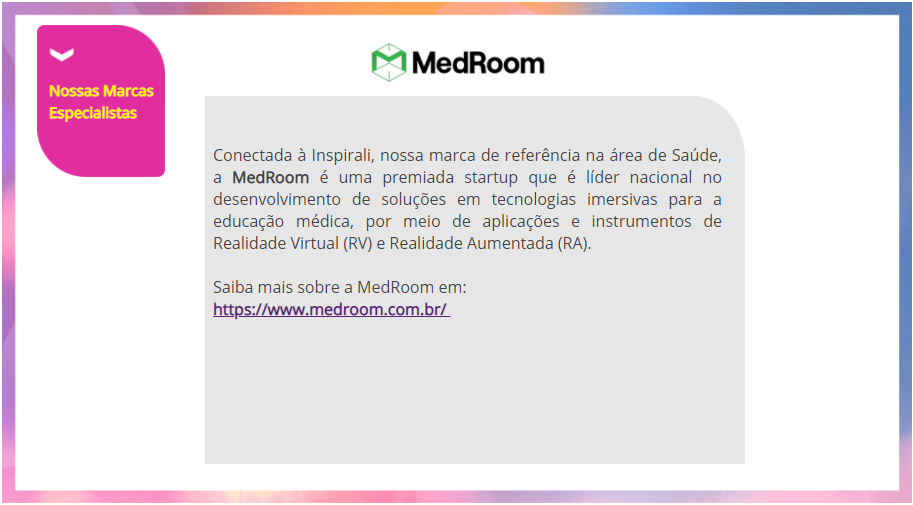 Nossas Marcas
Especialistas
MedRoom
Conectada à Inspirali, nossa marca de referência na área de Saúde,
a MedRoom é uma premiada startup que é líder nacional no
desenvolvimento de soluções em tecnologias imersivas para a
educação médica, por meio de aplicações e instrumentos de
Realidade Virtual (RV) e Realidade Aumentada (RA).
Saiba mais sobre a MedRoom em:
https://www.medroom.com.br/